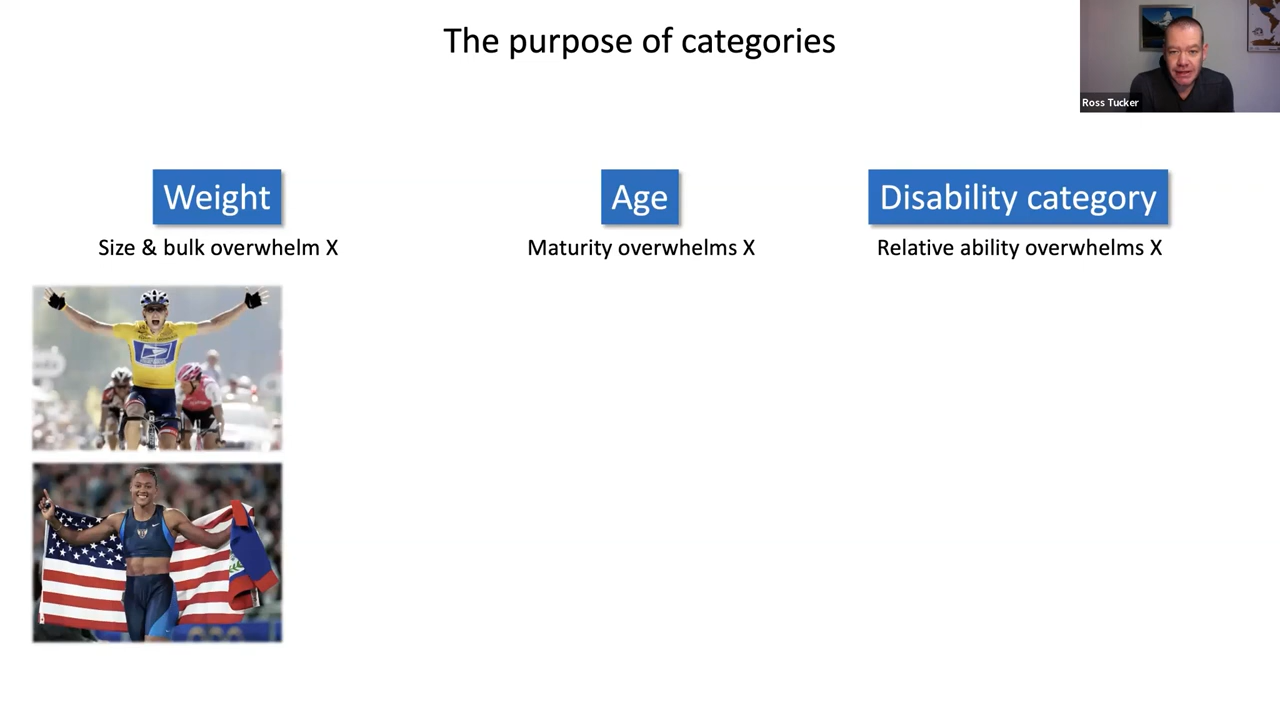 The purpose of categories
Ross Tucker
Weight
Age
Disability category
Size & bulk overwhelm X
Maturity overwhelms X
Relative ability overwhelms X